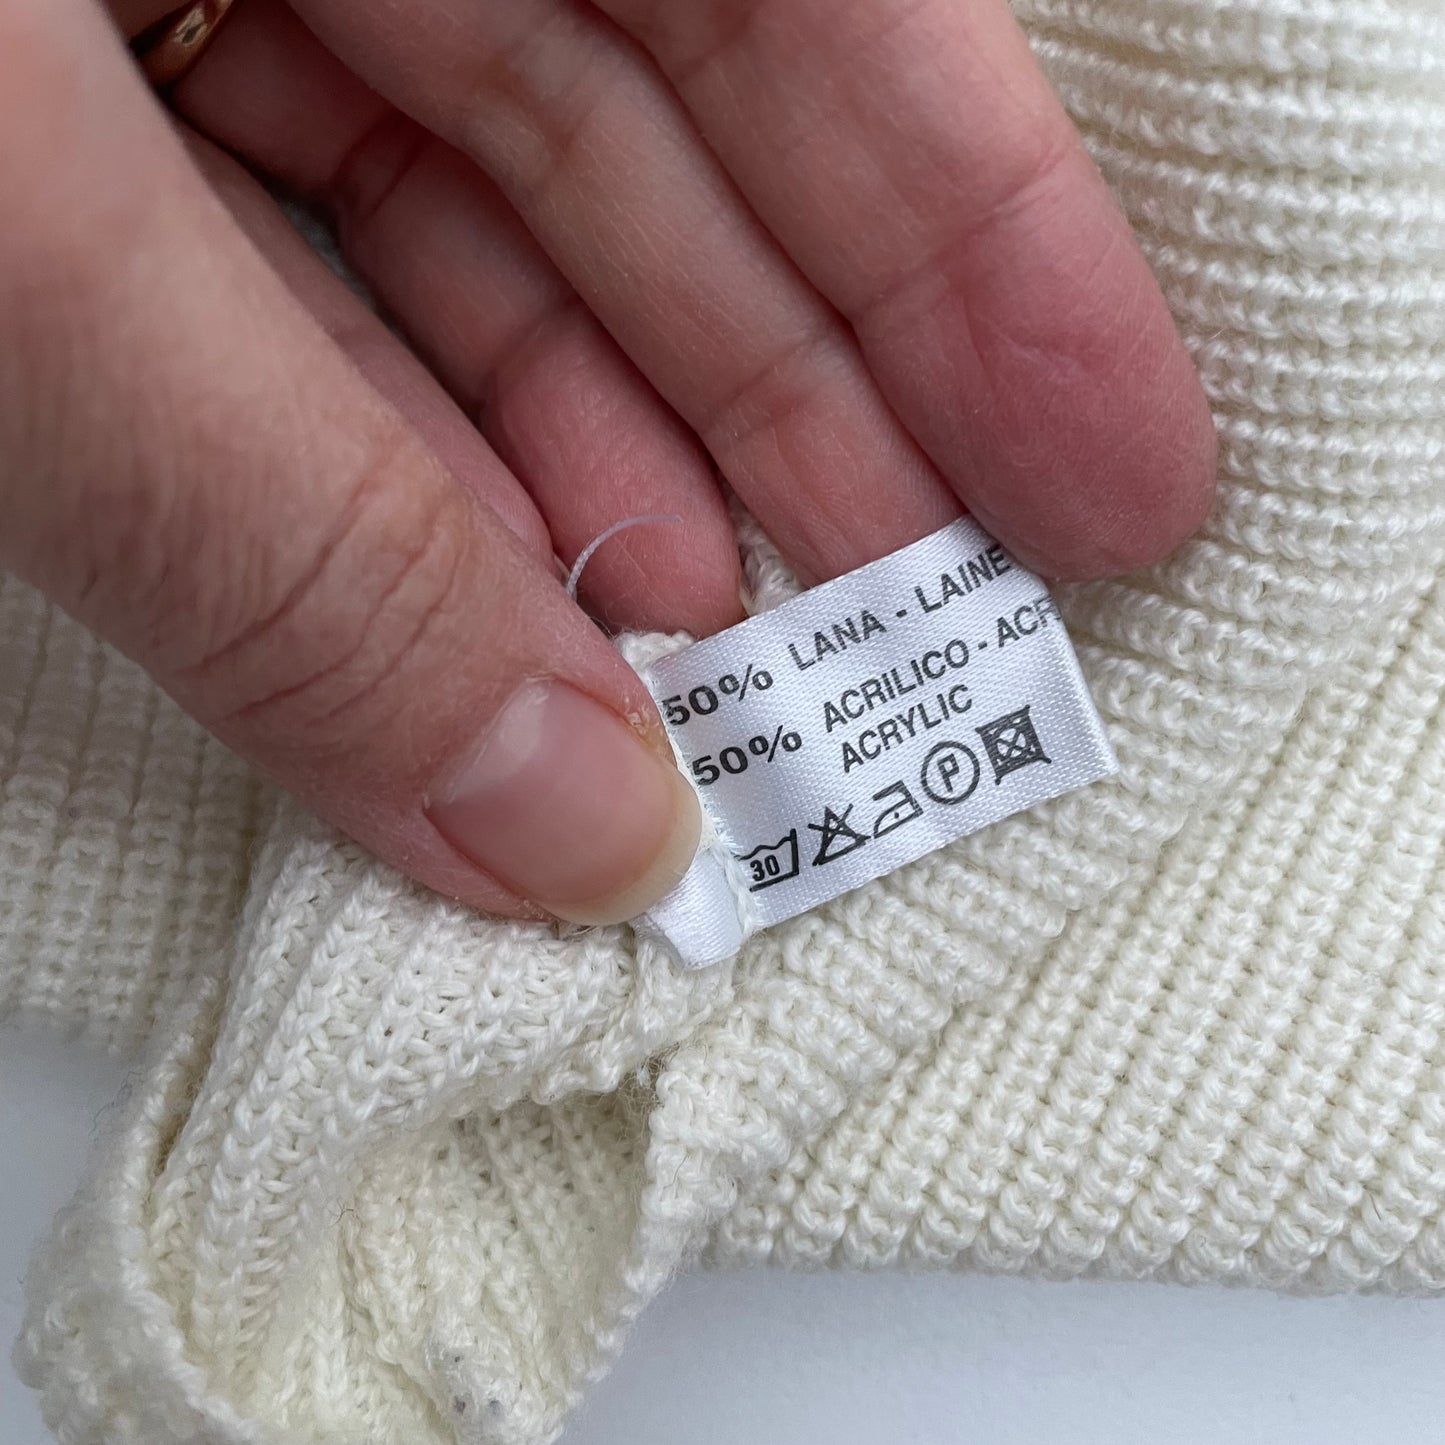 50% LANA - LAINE
50% ACRILICO - ACR
ACRYLIC
30 P